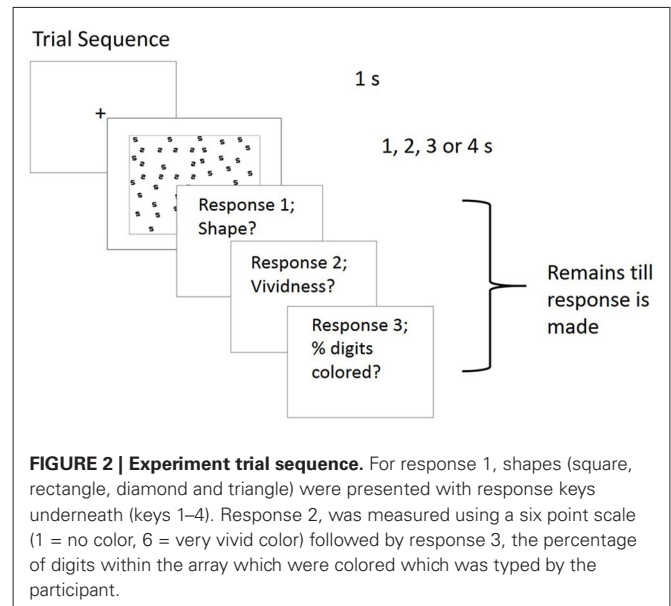 Trial Sequence
1 s
+
1, 2, 3 or 4 s
Response 1;
Shape?
Response 2;
Vividness?
Response 3;
% digits
colored?
Remains till
response is
made
FIGURE 2 | Experiment trial sequence. For response 1, shapes (square,
rectangle, diamond and triangle) were presented with response keys
underneath (keys 1–4). Response 2, was measured using a six point scale
(1 = no color, 6 = very vivid color) followed by response 3, the percentage
of digits within the array which were colored which was typed by the
participant.